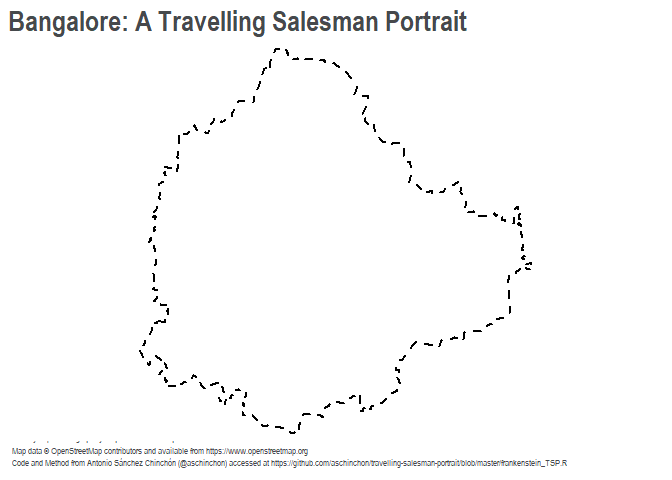 Bangalore: A Travelling Salesman Portrait
Map data © OpenStreetMap contributors and available from https://www.openstreetmap.org
Code and Method from Antonio Sánchez Chinchón (@aschinchon) accessed at https://github.com/aschinchon/travelling-salesman-portrait/blob/master/frankenstein_TSP.R